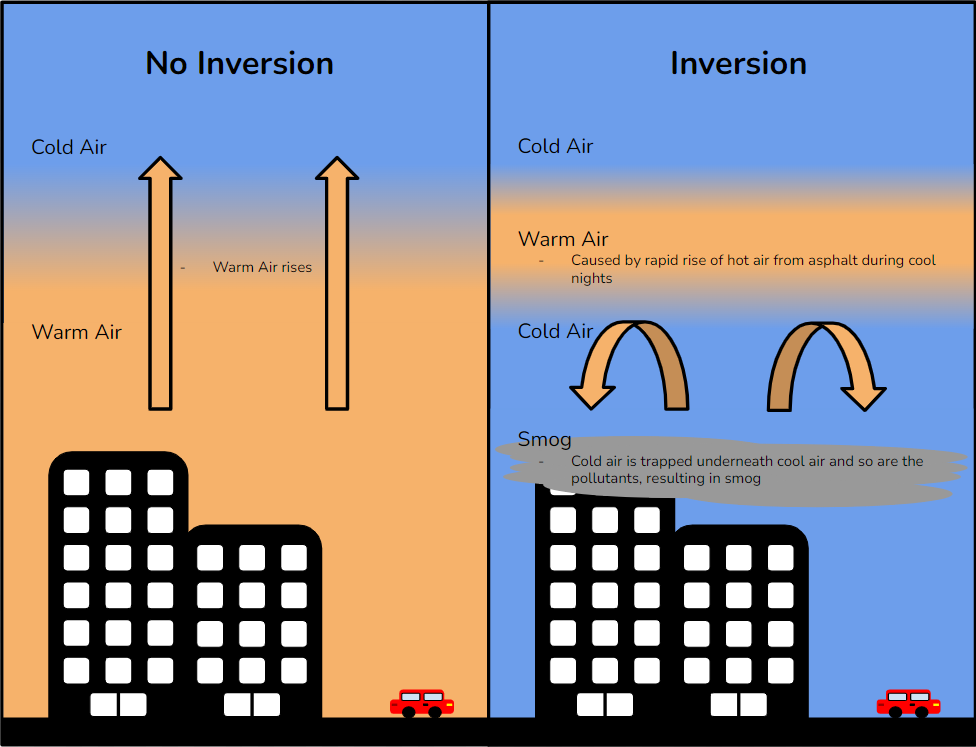 No Inversion
Cold Air
- Warm Air rises
Warm Air
Inversion
Cold Air
Warm Air
- Caused by rapid rise of hot air from asphalt during cool
nights
Cold Air
Smog
- Cold air is trapped underneath cool air and so are the
pollutants, resulting in smog